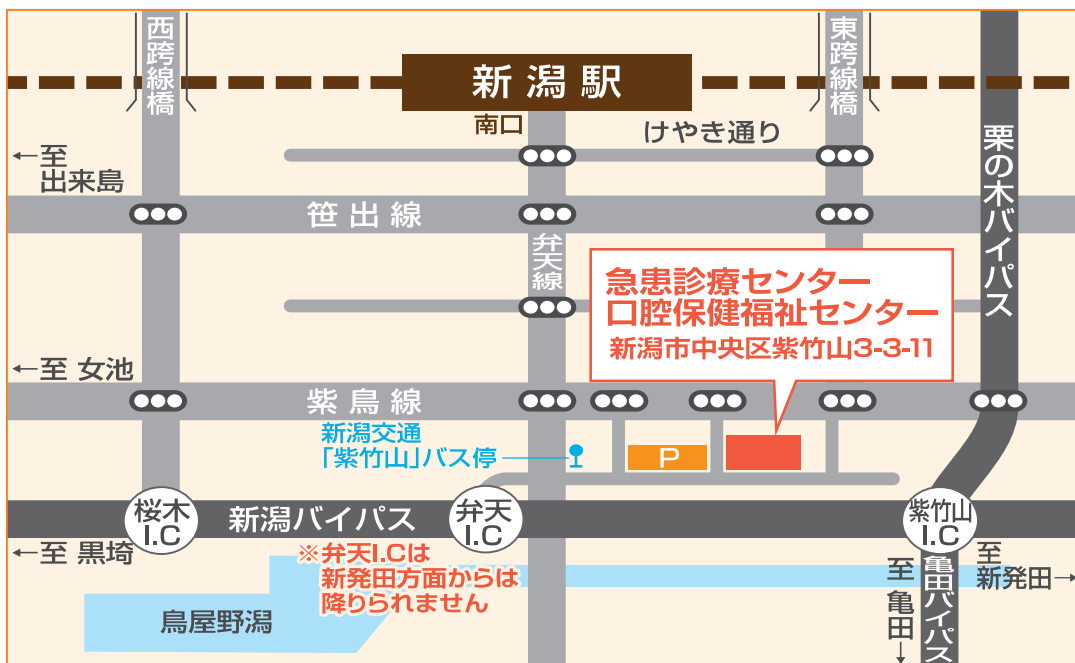 西跨線橋
新潟駅
東跨線橋
南口
けやき通り
←至
出来島
栗の木バイパス
笹出線
弁天線
急患診療センター
口腔保健福祉センター
新潟市中央区紫竹山3-3-11
←至 女池
紫鳥線
新潟交通
「紫竹山」バス停
P
桜木
I.C
新潟バイパス
弁天
I.C
紫竹山
I.C
←至 黒埼
※弁天I.Cは
新発田方面からは
降りられません
至
亀田
↓
亀田バイパス
至
新発田→
鳥屋野潟